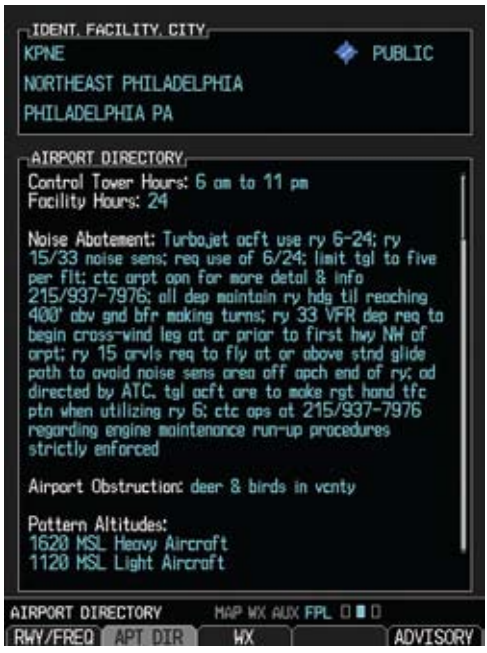 IDENT, FACILITY, CITY
KPNE PUBLIC
NORTHEAST PHILADELPHIA
PHILADELPHIA PA
AIRPORT DIRECTORY
Control Tower Hours: 6 am to 11 pm
Facility Hours: 24
Noise Abatement: Turbojet acft use ry 6-24; ry
15/33 noise sens; req use of 6/24; limit tgl to five
per flt; ctc arpt opn for more detal & info
215/937-7976; all dep maintain ry hdg til reaching
400' abv gnd bfr making turns; ry 33 VFR dep req to
begin cross-wind leg at or prior to first hwy NW of
arpt; ry 15 arvls req to fly at or above stnd glide
path to avoid noise sens area off apch end of ry; ad
directed by ATC, tgl acft are to make rgt hand tfc
ptn when utilizing ry 6; ctc ops at 215/937-7976
regarding engine maintenance run-up procedures
strictly enforced
Airport Obstruction: deer & birds in vcnty
Pattern Altitudes:
1620 MSL Heavy Aircraft
1120 MSL Light Aircraft
AIRPORT DIRECTORY MAP WX AUX FPL
RWY/FREQ APT DIR WX ADVISORY